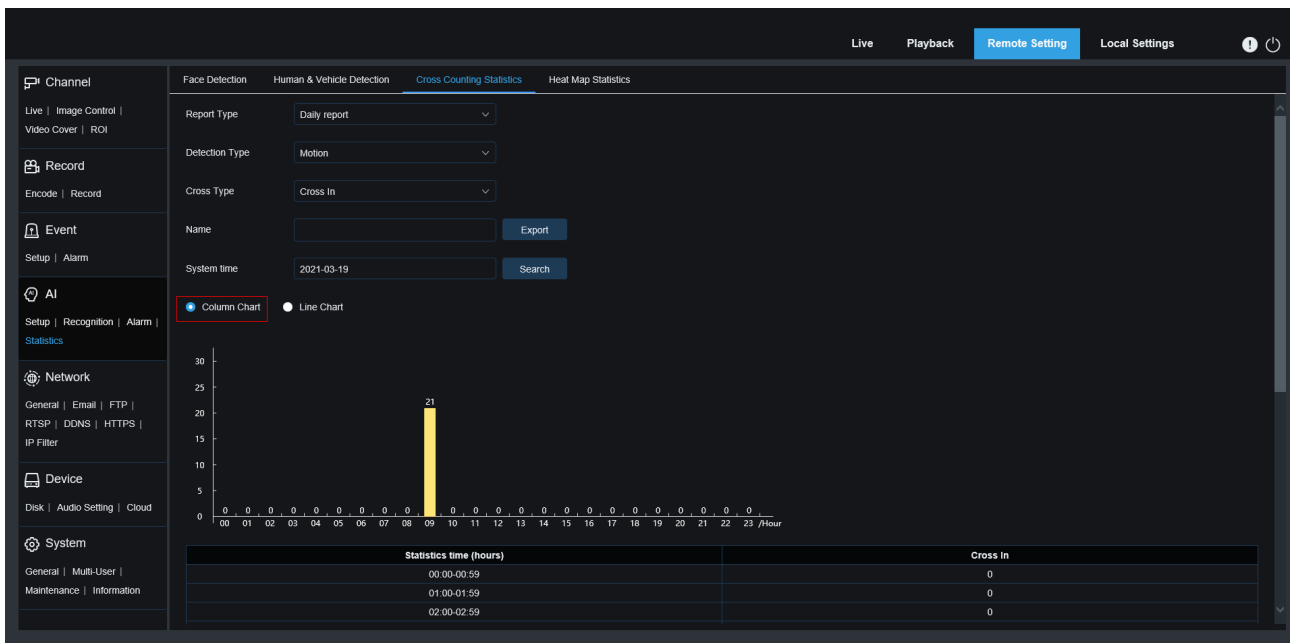 Live Playback Remote Setting Local Settings
Channel
Live | Image Control |
Video Cover | ROI
Record
Encode | Record
Event
Setup | Alarm
AI
Setup | Recognition | Alarm |
Statistics
Network
General | Email | FTP |
RTSP | DDNS | HTTPS |
IP Filter
Device
Disk | Audio Setting | Cloud
System
General | Multi-User |
Maintenance | Information
Face Detection Human & Vehicle Detection Cross Counting Statistics Heat Map Statistics
Report Type Daily report
Detection Type Motion
Cross Type Cross In
Name Export
System time 2021-03-19 Search
Column Chart Line Chart
30
25
21
20
15
10
5
0 0 0 0 0 0 0 0 0 0 0 0 0 0 0 0 0 0 0 0 0 0 0
0
00 01 02 03 04 05 06 07 08 09 10 11 12 13 14 15 16 17 18 19 20 21 22 23 /Hour
Statistics time (hours) Cross In
00:00-00:59 0
01:00-01:59 0
02:00-02:59 0